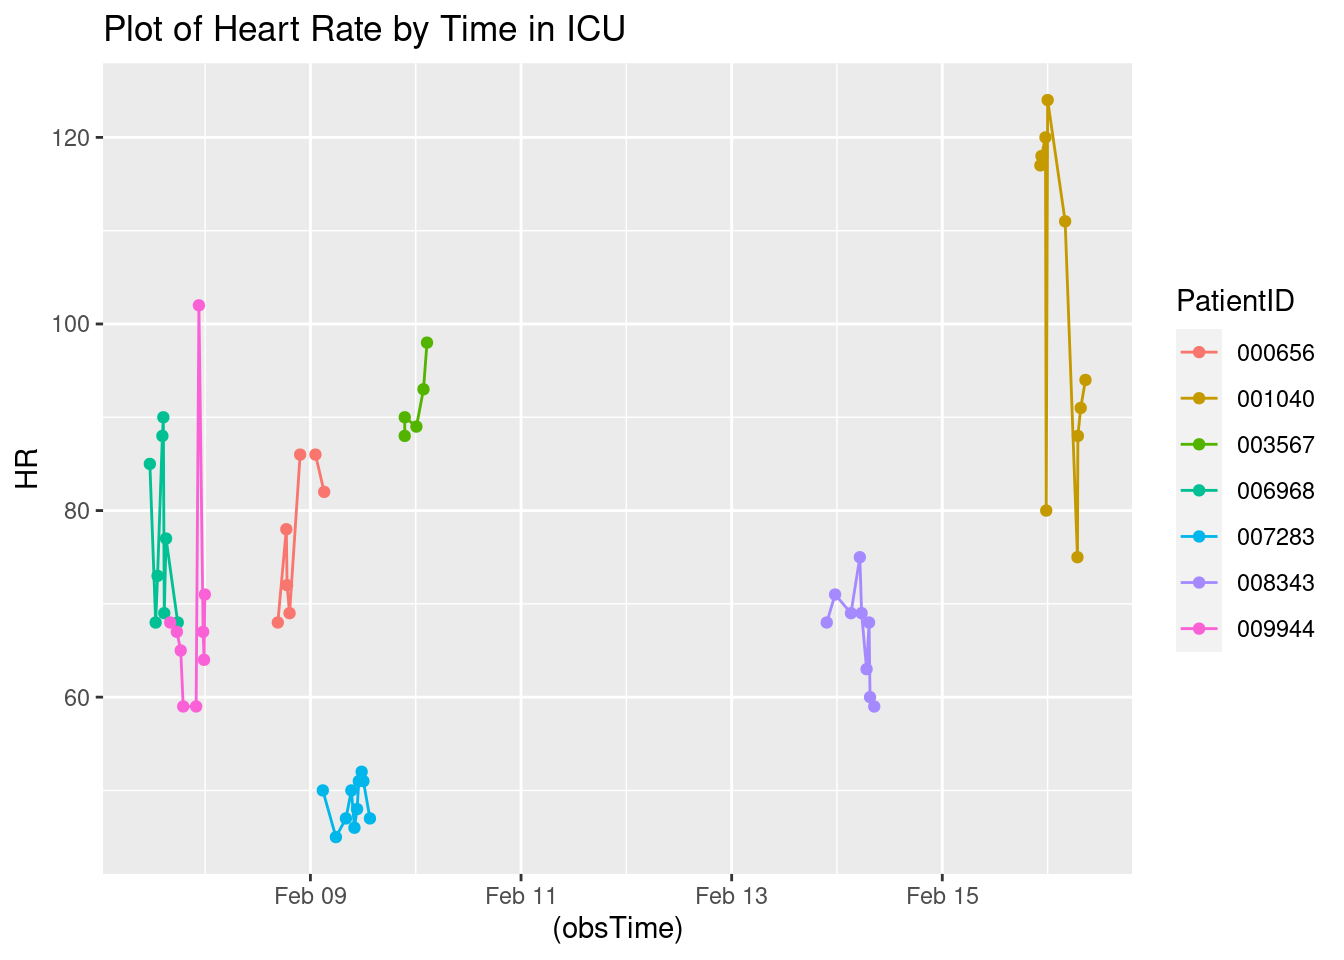 Plot of Heart Rate by Time in ICU
120
100
80
60
HR
Feb 09 Feb 11 Feb 13 Feb 15
(obsTime)
PatientID
000656
001040
003567
006968
007283
008343
009944